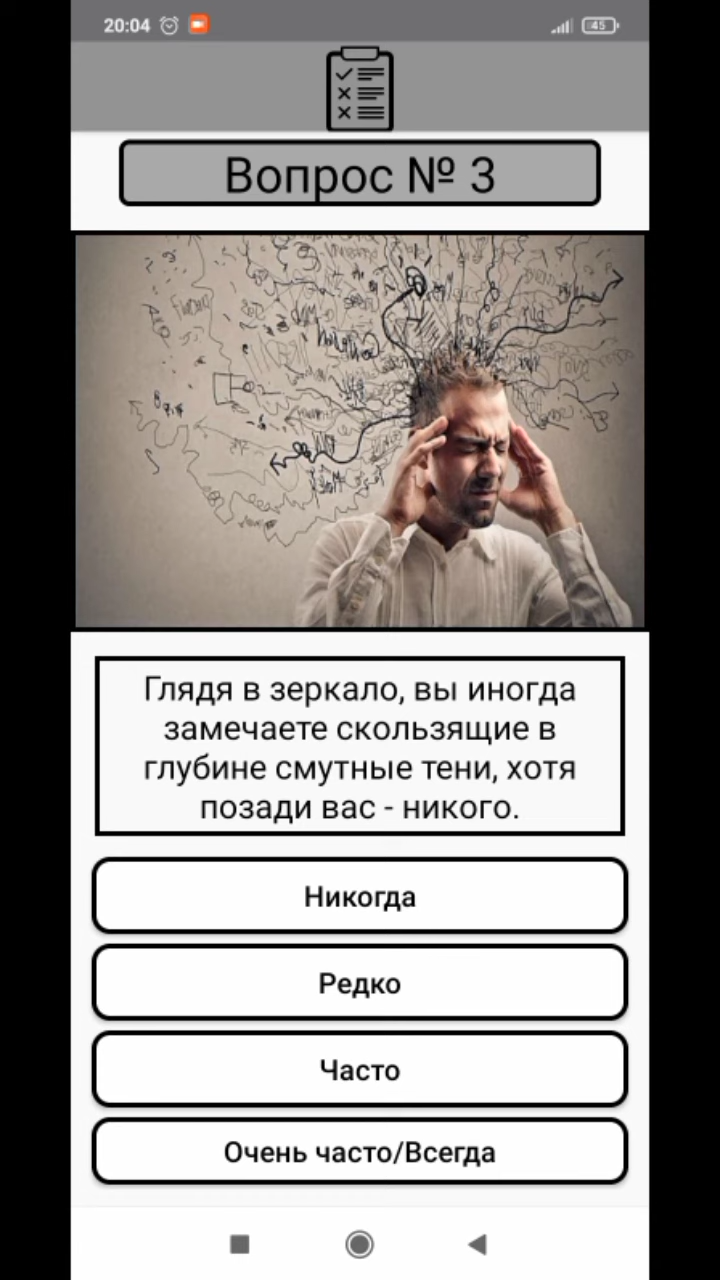 20:04
45
Вопрос № 3
Глядя в зеркало, вы иногда
замечаете скользящие в
глубине смутные тени, хотя
позади вас - никого.
Никогда
Редко
Часто
Очень часто/Всегда